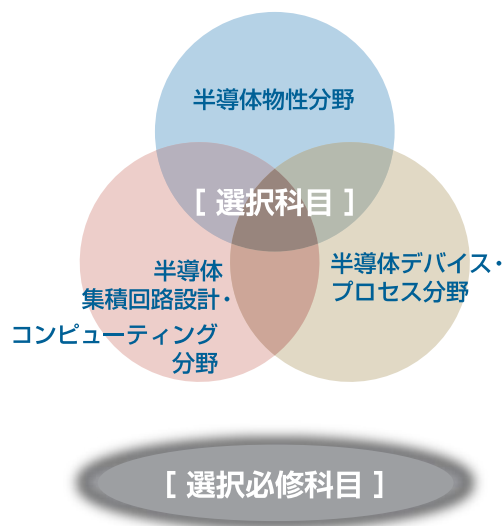 半導体物性分野
[ 選択科目 ]
半導体
集積回路設計・
コンピューティング
分野
半導体デバイス・
プロセス分野
[ 選択必修科目 ]